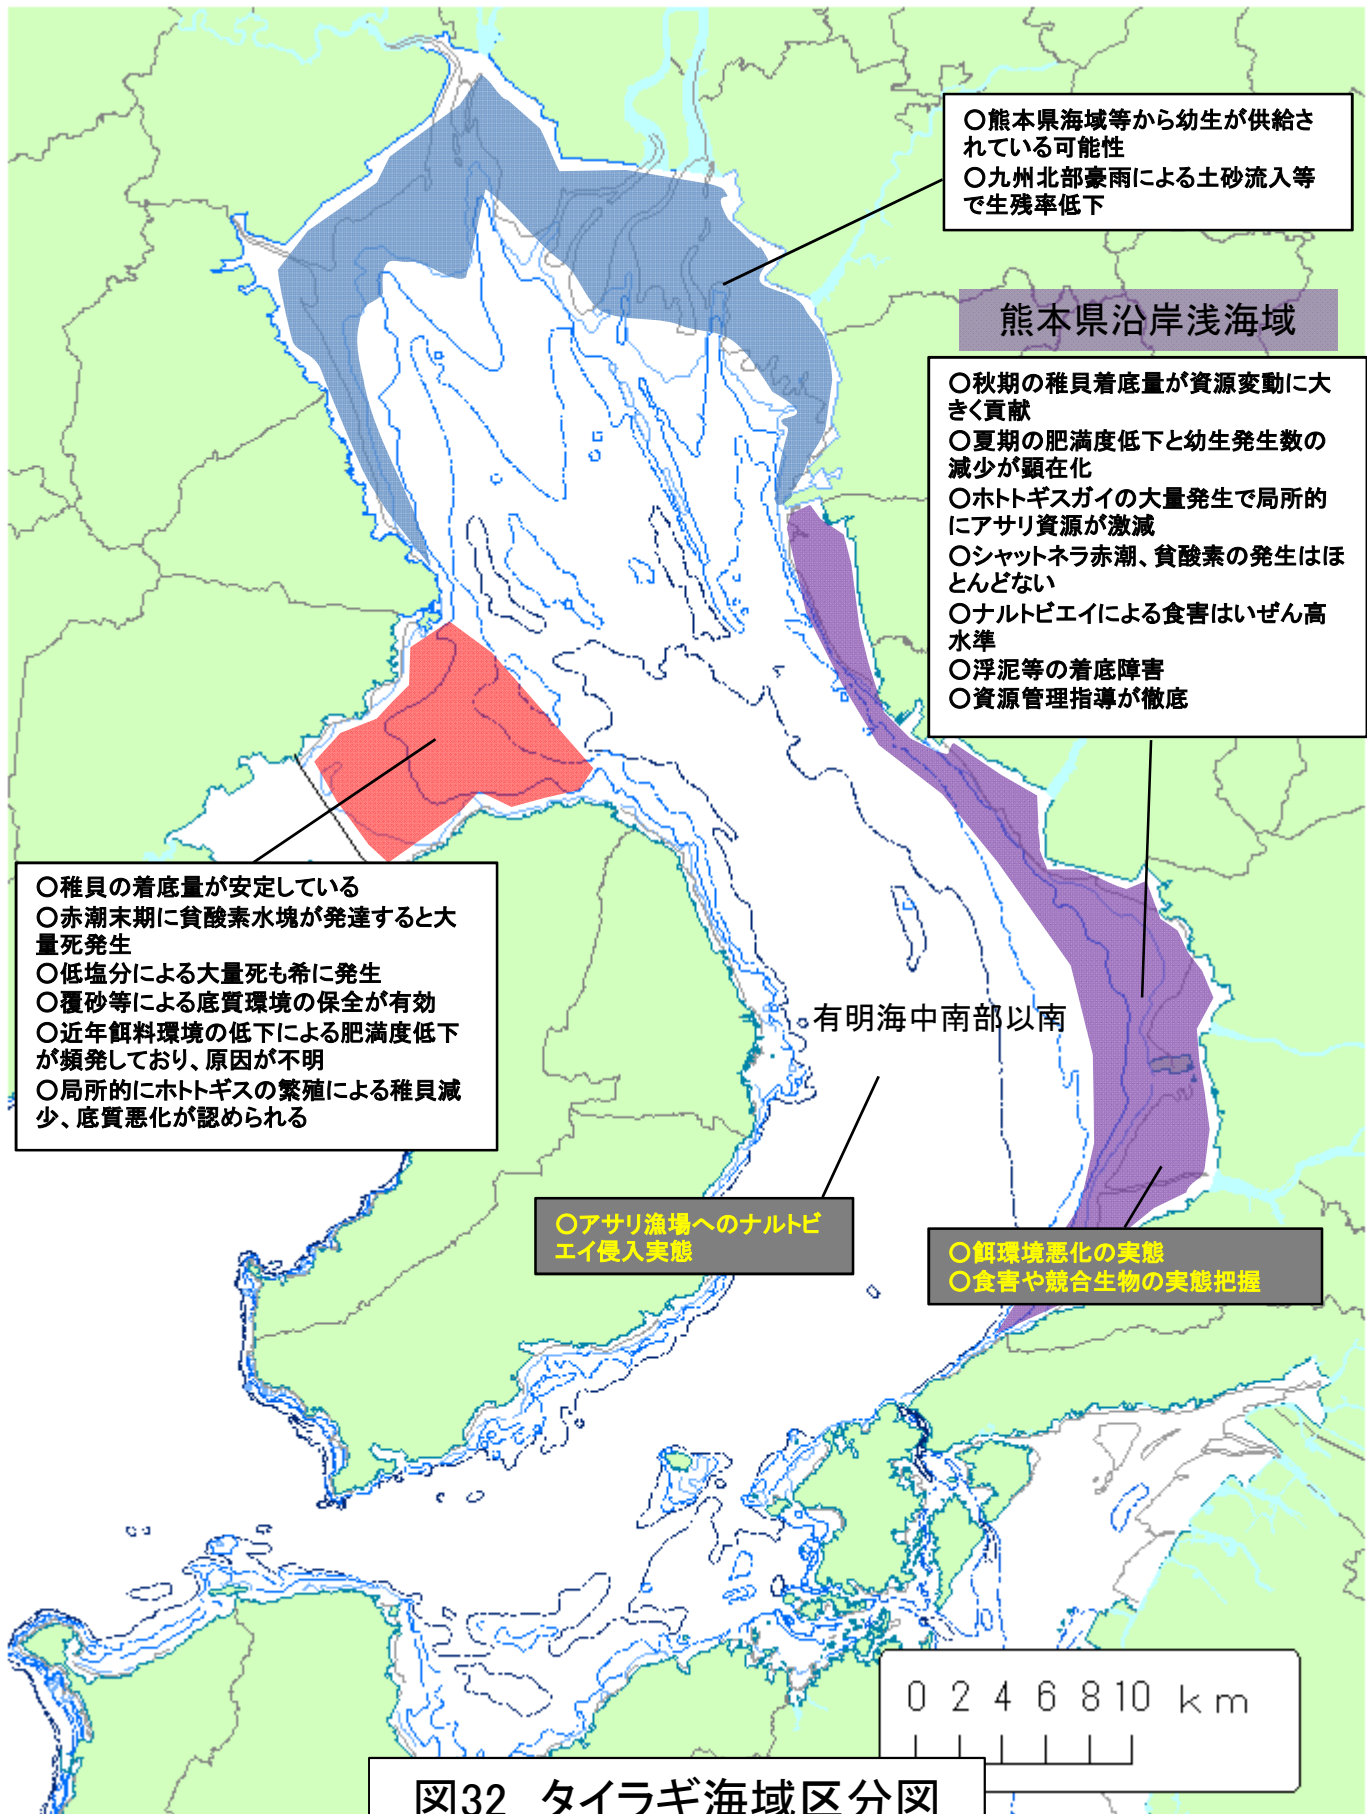 ○熊本県海域等から幼生が供給さ
れている可能性
○九州北部豪雨による土砂流入等
で生残率低下
熊本県沿岸浅海域
○秋期の稚貝着底量が資源変動に大
きく貢献
○夏期の肥満度低下と幼生発生数の
減少が顕在化
○ホトトギスガイの大量発生で局所的
にアサリ資源が激減
○シャットネラ赤潮、貧酸素の発生はほ
とんどない
○ナルトビエイによる食害はいぜん高
水準
○浮泥等の着底障害
○資源管理指導が徹底
○稚貝の着底量が安定している
○赤潮末期に貧酸素水塊が発達すると大
量死発生
○低塩分による大量死も希に発生
○覆砂等による底質環境の保全が有効
○近年餌料環境の低下による肥満度低下
が頻発しており、原因が不明
○局所的にホトトギスの繁殖による稚貝減
少、底質悪化が認められる
有明海中南部以南
○アサリ漁場へのナルトビ
エイ侵入実態
○餌環境悪化の実態
○食害や競合生物の実態把握
0 2 4 6 8 10 km
図32 タイラギ海域区分図